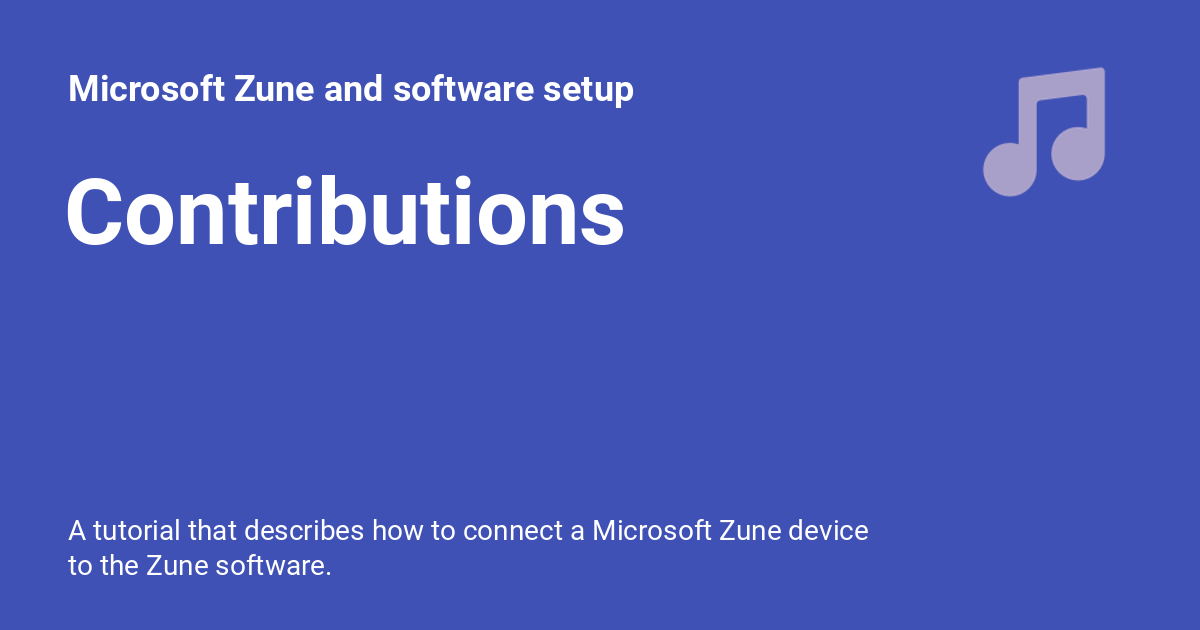 Microsoft Zune and software setup
Contributions
A tutorial that describes how to connect a Microsoft Zune device
to the Zune software.